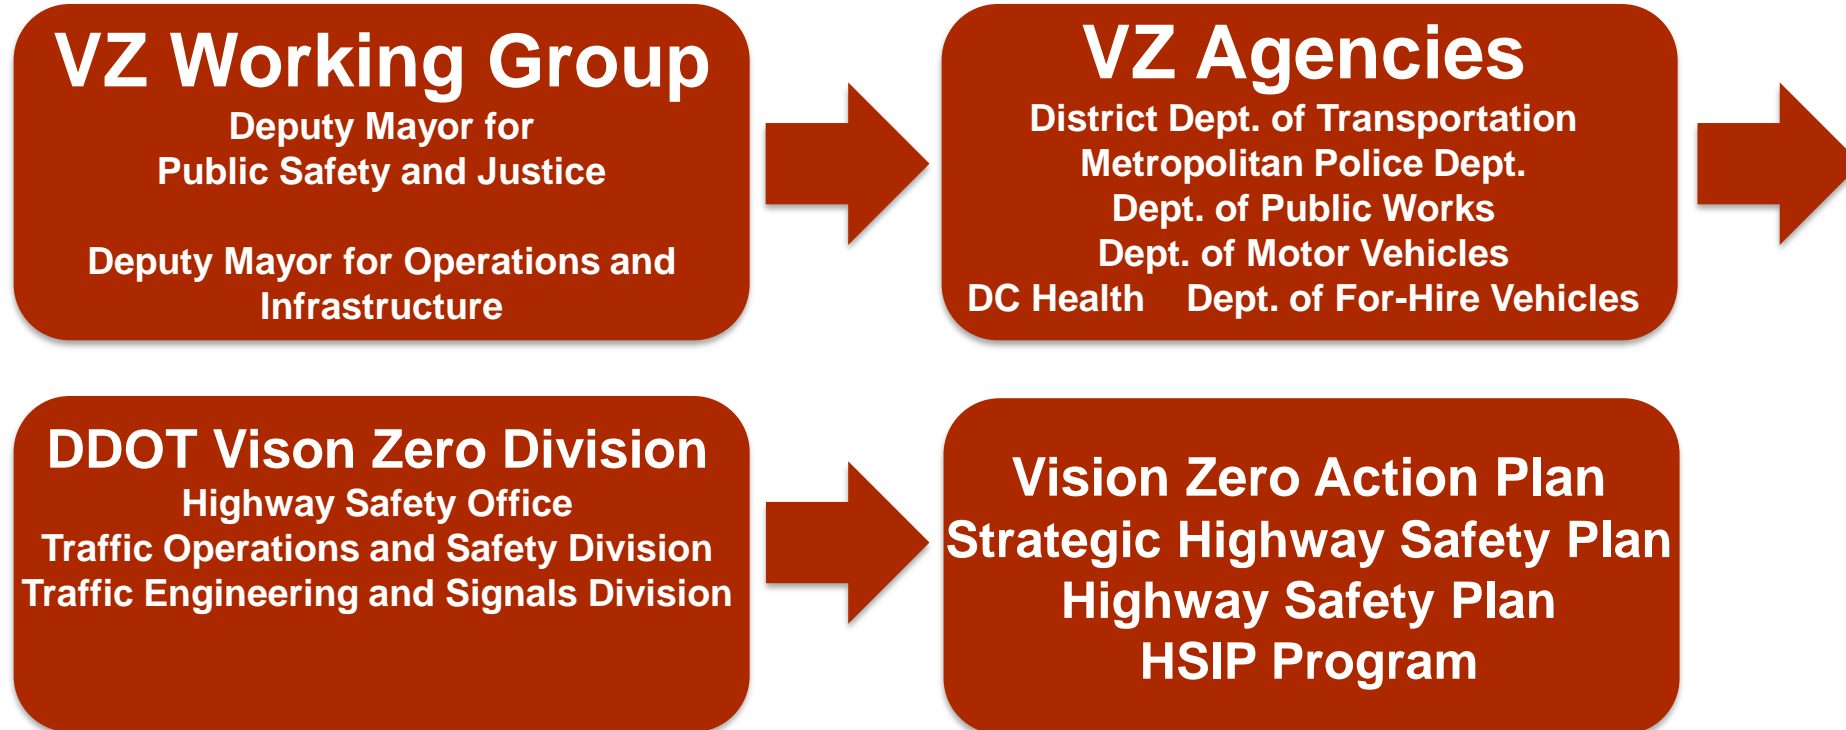 VZ Working Group
Deputy Mayor for
Public Safety and Justice
Deputy Mayor for Operations and
Infrastructure
VZ Agencies
District Dept. of Transportation
Metropolitan Police Dept.
Dept. of Public Works
Dept. of Motor Vehicles
DC Health Dept. of For-Hire Vehicles
DDOT Vison Zero Division
Highway Safety Office
Traffic Operations and Safety Division
Traffic Engineering and Signals Division
Vision Zero Action Plan
Strategic Highway Safety Plan
Highway Safety Plan
HSIP Program